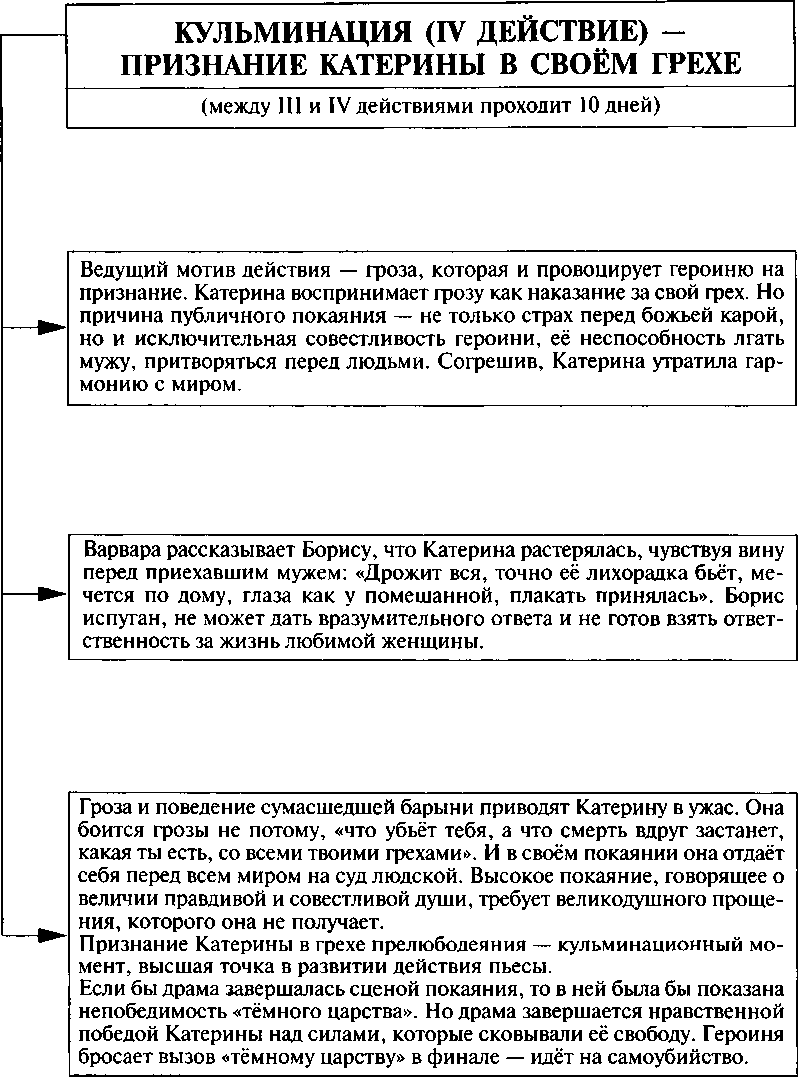 КУЛЬМИНАЦИЯ (IV ДЕЙСТВИЕ) —
ПРИЗНАНИЕ КАТЕРИНЫ В СВОЁМ ГРЕХЕ
(между III и IV действиями проходит 10 дней)
Ведущий мотив действия — гроза, которая и провоцирует героиню на
признание. Катерина воспринимает грозу как наказание за свой грех. Но
причина публичного покаяния — не только страх перед божьей карой,
но и исключительная совестливость героини, её неспособность лгать
мужу, притворяться перед людьми. Согрешив, Катерина утратила гар-
монию с миром.
Варвара рассказывает Борису, что Катерина растерялась, чувствуя вину
перед приехавшим мужем: «Дрожит вся, точно её лихорадка бьёт, ме-
чется по дому, глаза как у помешанной, плакать принялась». Борис
испуган, не может дать вразумительного ответа и не готов взять ответ-
ственность за жизнь любимой женщины.
Гроза и поведение сумасшедшей барыни приводят Катерину в ужас. Она
боится грозы не потому, «что убьёт тебя, а что смерть вдруг застанет,
какая ты есть, со всеми твоими грехами». И в своём покаянии она отдаёт
себя перед всем миром на суд людской. Высокое покаяние, говорящее о
величии правдивой и совестливой души, требует великодушного проще-
ния, которого она не получает.
Признание Катерины в грехе прелюбодеяния — кульминационный мо-
мент, высшая точка в развитии действия пьесы.
Если бы драма завершалась сценой покаяния, то в ней была бы показана
непобедимость «тёмного царства». Но драма завершается нравственной
победой Катерины над силами, которые сковывали её свободу. Героиня
бросает вызов «тёмному царству» в финале — идёт на самоубийство.